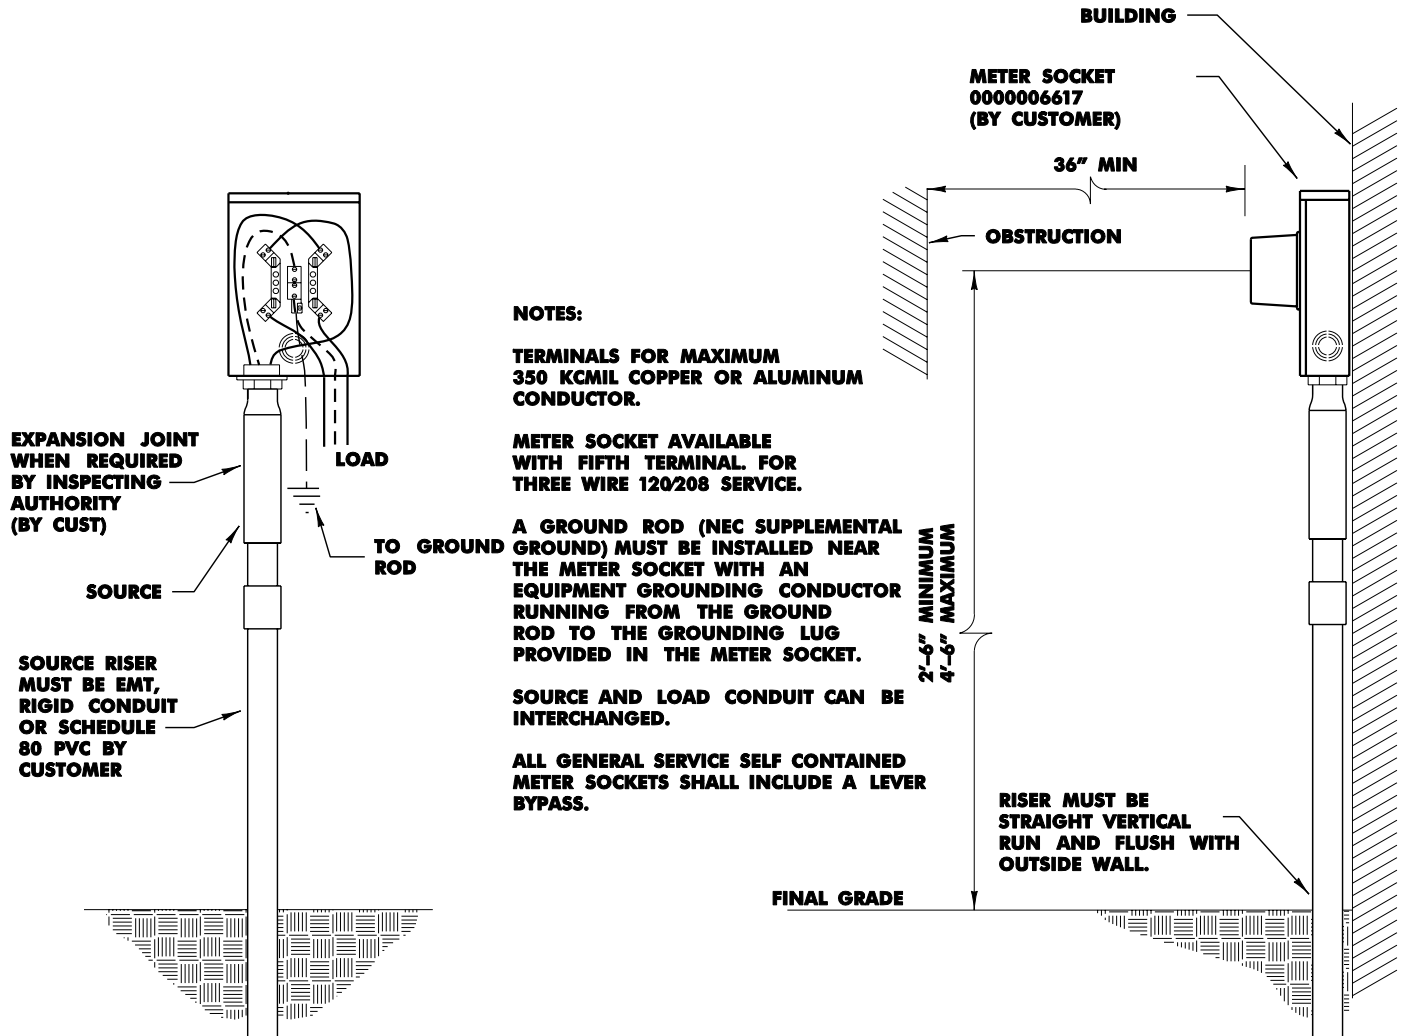 BUILDING
METER SOCKET
0000006617
(BY CUSTOMER)
36" MIN
OBSTRUCTION
NOTES:
TERMINALS FOR MAXIMUM
350 KCMIL COPPER OR ALUMINUM
CONDUCTOR.
METER SOCKET AVAILABLE
WITH FIFTH TERMINAL. FOR
THREE WIRE 120/208 SERVICE.
A GROUND ROD (NEC SUPPLEMENTAL
GROUND) MUST BE INSTALLED NEAR
THE METER SOCKET WITH AN
EQUIPMENT GROUNDING CONDUCTOR
RUNNING FROM THE GROUND
ROD TO THE GROUNDING LUG
PROVIDED IN THE METER SOCKET.
SOURCE AND LOAD CONDUIT CAN BE
INTERCHANGED.
ALL GENERAL SERVICE SELF CONTAINED
METER SOCKETS SHALL INCLUDE A LEVER
BYPASS.
EXPANSION JOINT
WHEN REQUIRED
BY INSPECTING
AUTHORITY
(BY CUST)
LOAD
TO GROUND
ROD
SOURCE
SOURCE RISER
MUST BE EMT,
RIGID CONDUIT
OR SCHEDULE
80 PVC BY
CUSTOMER
2'-6" MINIMUM
4'-6" MAXIMUM
RISER MUST BE
STRAIGHT VERTICAL
RUN AND FLUSH WITH
OUTSIDE WALL.
FINAL GRADE